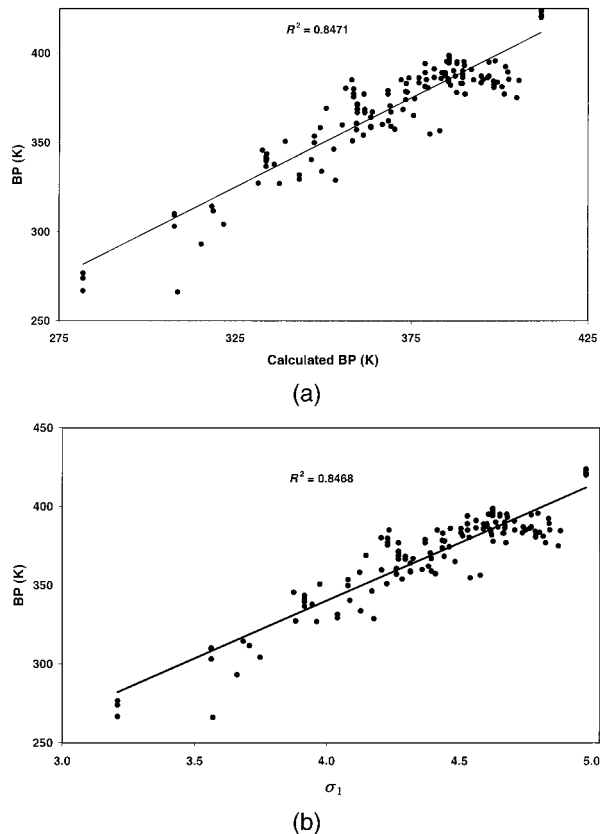 R² = 0.8471
400
350
300
250
BP (K)
275 325 375 425
Calculated BP (K)
(a)
R² = 0.8468
450
400
350
300
250
BP (K)
3.0 3.5 4.0 4.5 5.0
σ₁
(b)